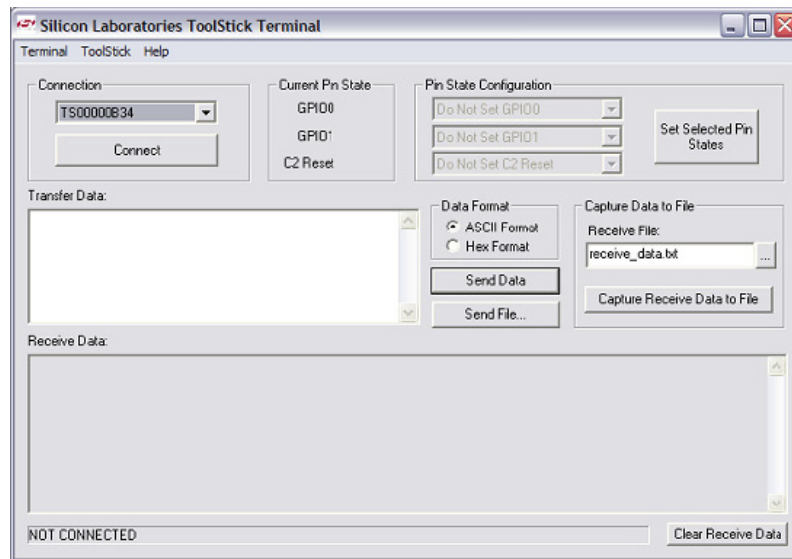 Silicon Laboratories ToolStick Terminal
Terminal ToolStick Help
Connection
TS00000B34
Connect
Current Pin State
GPIO0
GPIO1
C2 Reset
Pin State Configuration
Do Not Set GPIO0
Do Not Set GPIO1
Do Not Set C2 Reset
Set Selected Pin
States
Transfer Data:
Data Format
ASCII Format
Hex Format
Send Data
Send File...
Capture Data to File
Receive File:
receive_data.txt
...
Capture Receive Data to File
Receive Data:
NOT CONNECTED
Clear Receive Data